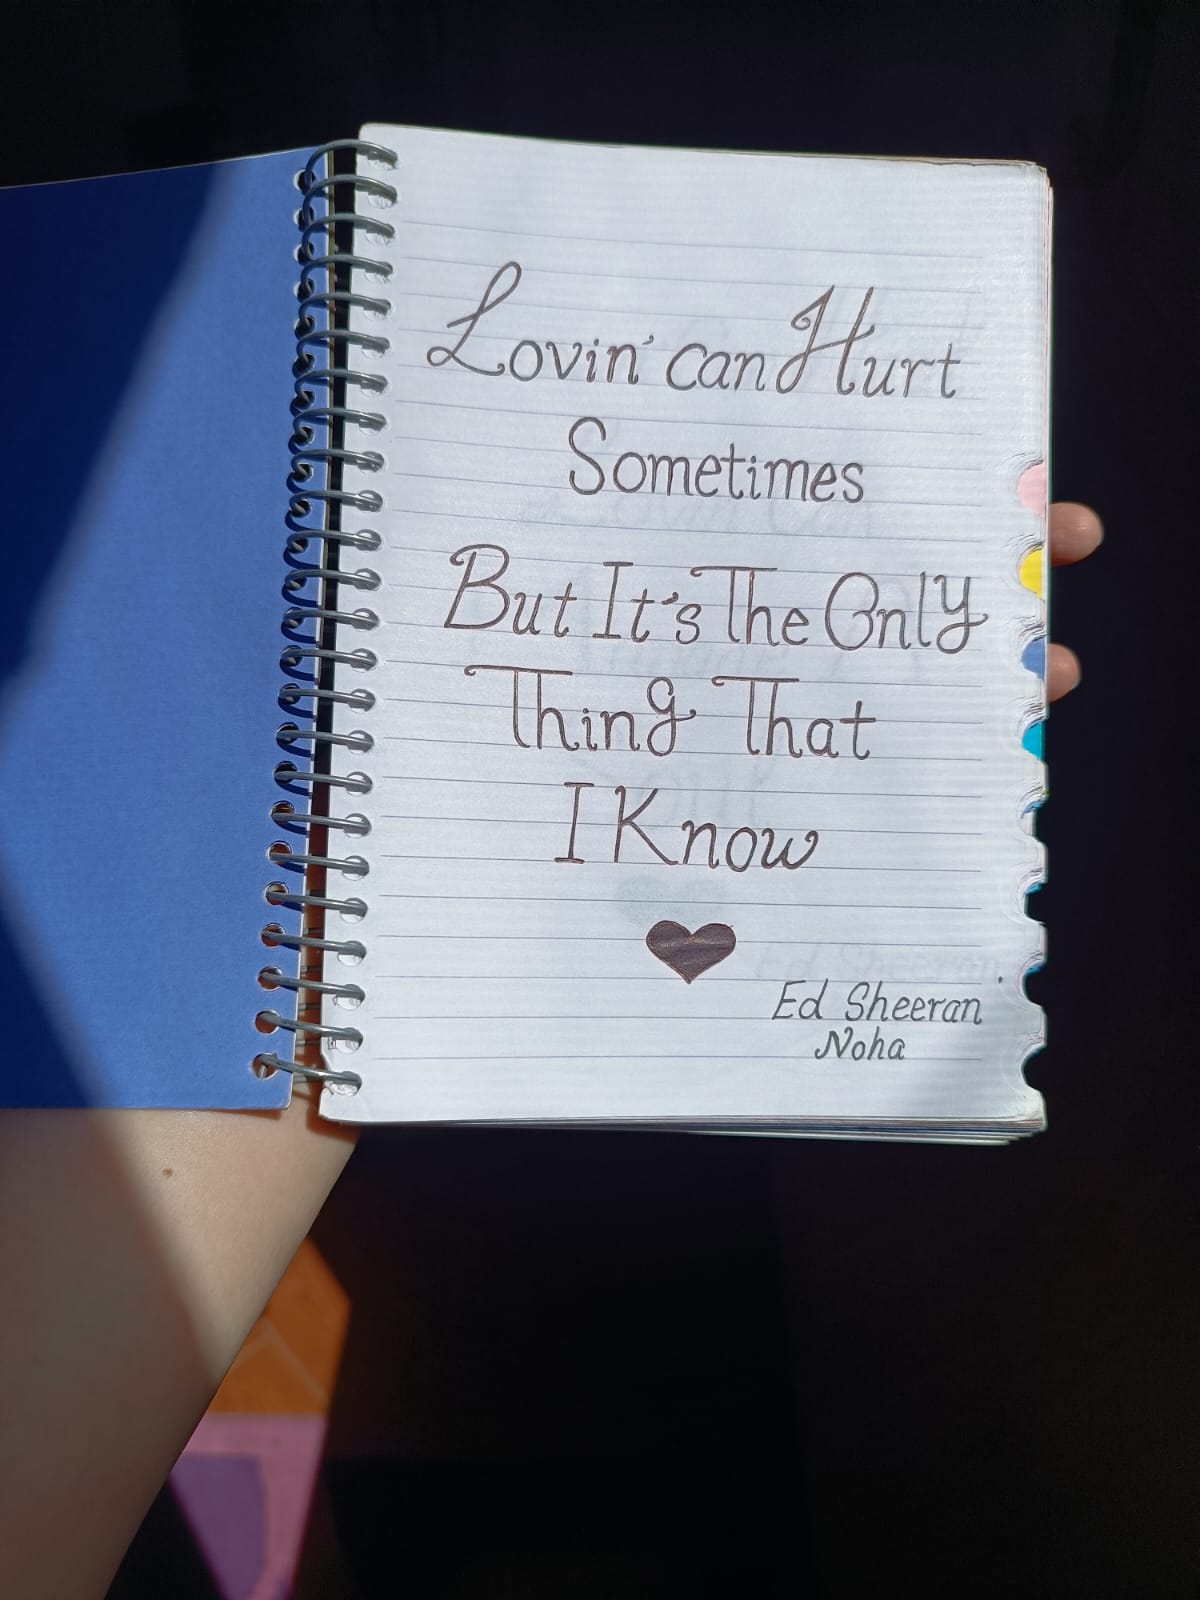 Lovin' can Hurt
Sometimes
But It's The Only
Thing That
I Know
Ed Sheeran
Noha